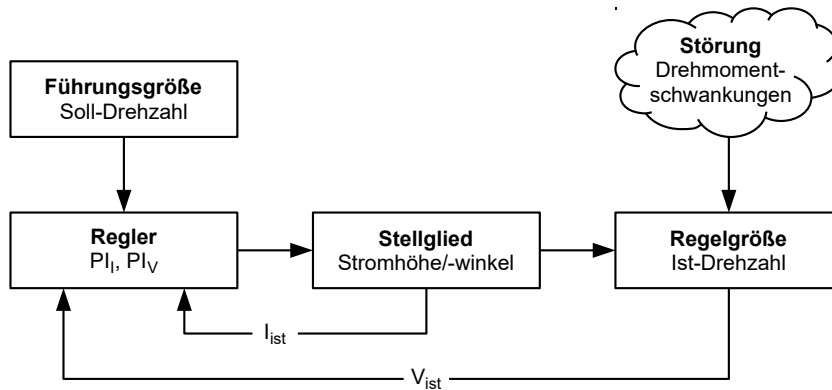 Störung
Drehmoment-
schwankungen
Führungsgröße
Soll-Drehzahl
Regler
PI_I, PI_V
Stellglied
Stromhöhe/-winkel
Regelgröße
Ist-Drehzahl
I_ist
V_ist